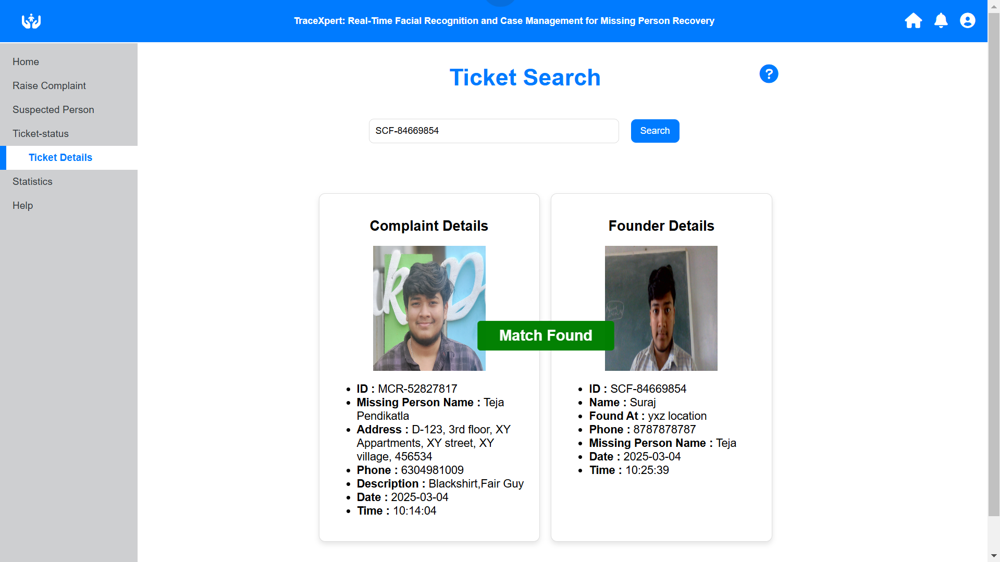 TraceXpert: Real-Time Facial Recognition and Case Management for Missing Person Recovery
Home
Raise Complaint
Suspected Person
Ticket-status
Ticket Details
Statistics
Help
Ticket Search
?
SCF-84669854
Search
Complaint Details
Match Found
ID : MCR-52827817
Missing Person Name : Teja
Pendikatla
Address : D-123, 3rd floor, XY
Appartments, XY street, XY
village, 456534
Phone : 6304981009
Description : Blackshirt,Fair Guy
Date : 2025-03-04
Time : 10:14:04
Founder Details
ID : SCF-84669854
Name : Suraj
Found At : yxz location
Phone : 8787878787
Missing Person Name : Teja
Date : 2025-03-04
Time : 10:25:39